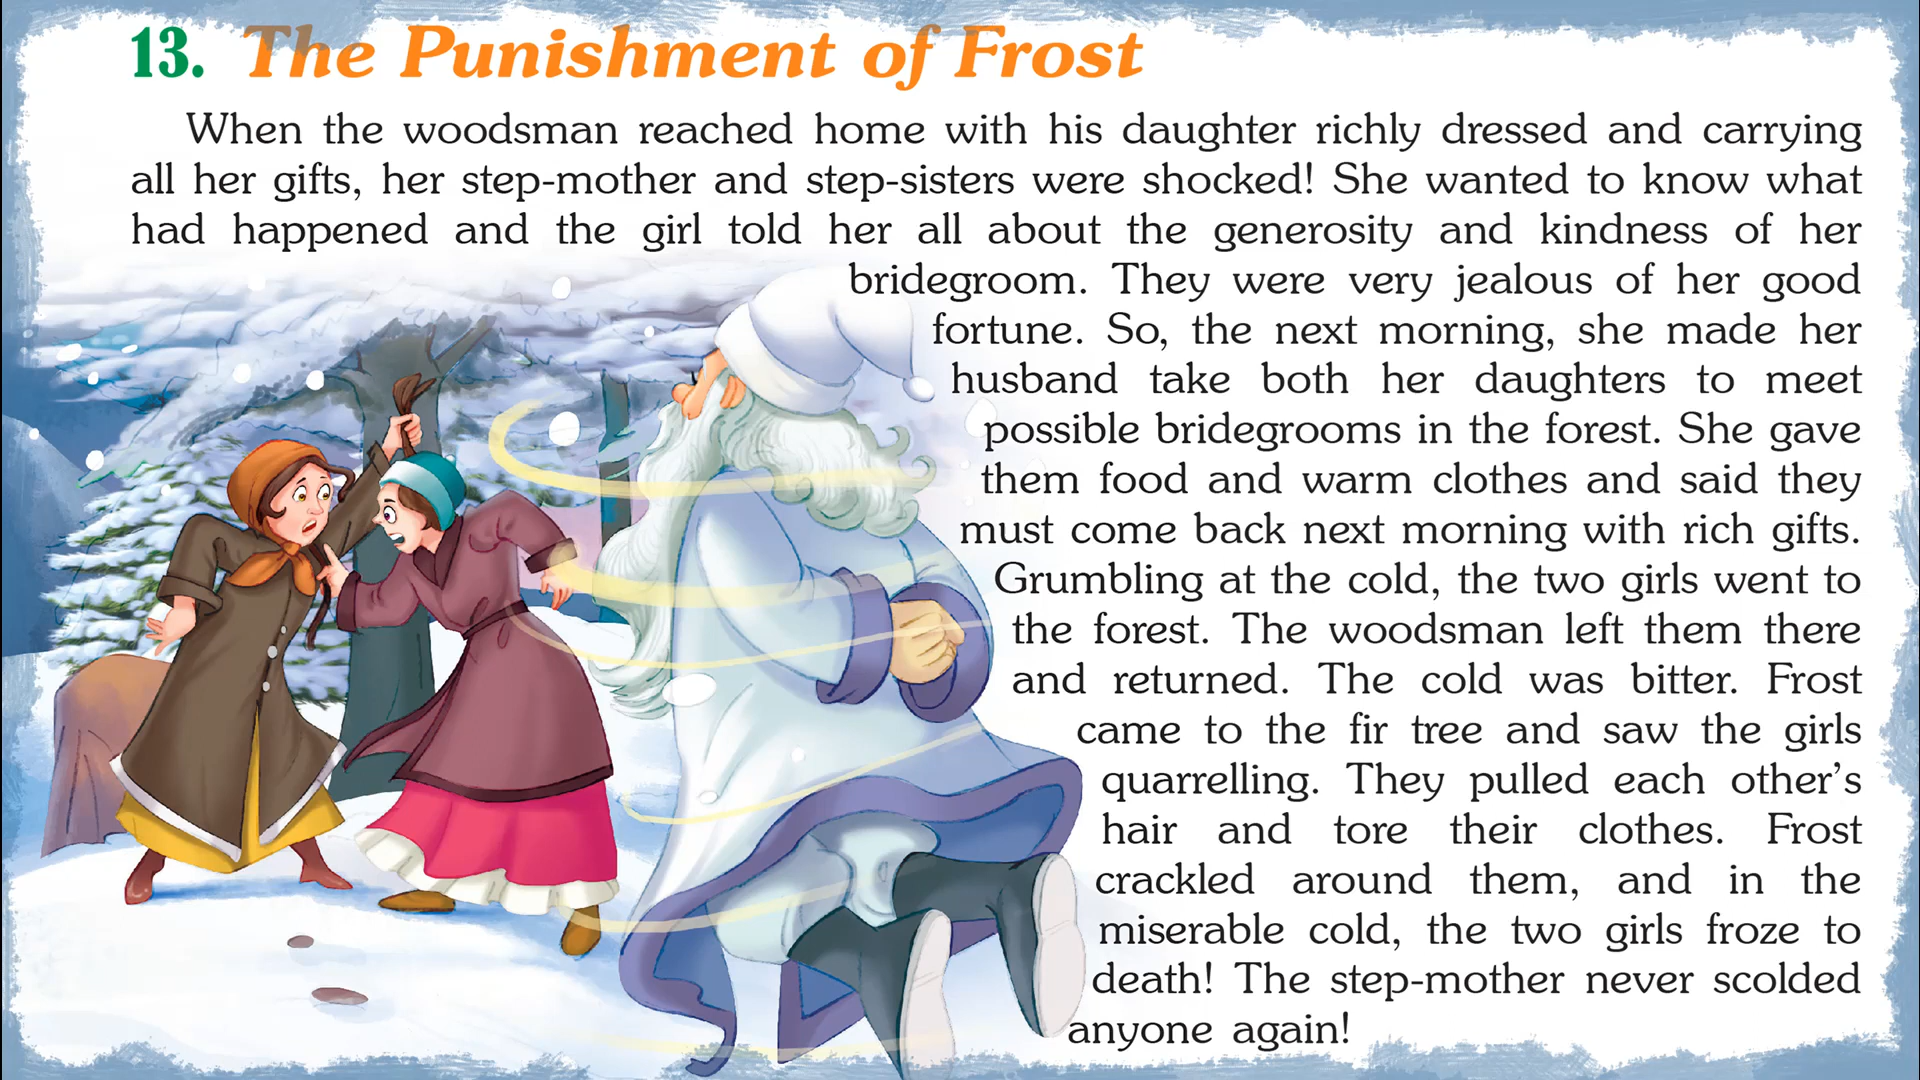 13. The Punishment of Frost
When the woodsman reached home with his daughter richly dressed and carrying
all her gifts, her step-mother and step-sisters were shocked! She wanted to know what
had happened and the girl told her all about the generosity and kindness of her
bridegroom. They were very jealous of her good
fortune. So, the next morning, she made her
husband take both her daughters to meet
possible bridegrooms in the forest. She gave
them food and warm clothes and said they
must come back next morning with rich gifts.
Grumbling at the cold, the two girls went to
the forest. The woodsman left them there
and returned. The cold was bitter. Frost
came to the fir tree and saw the girls
quarrelling. They pulled each other’s
hair and tore their clothes. Frost
crackled around them, and in the
miserable cold, the two girls froze to
death! The step-mother never scolded
anyone again!